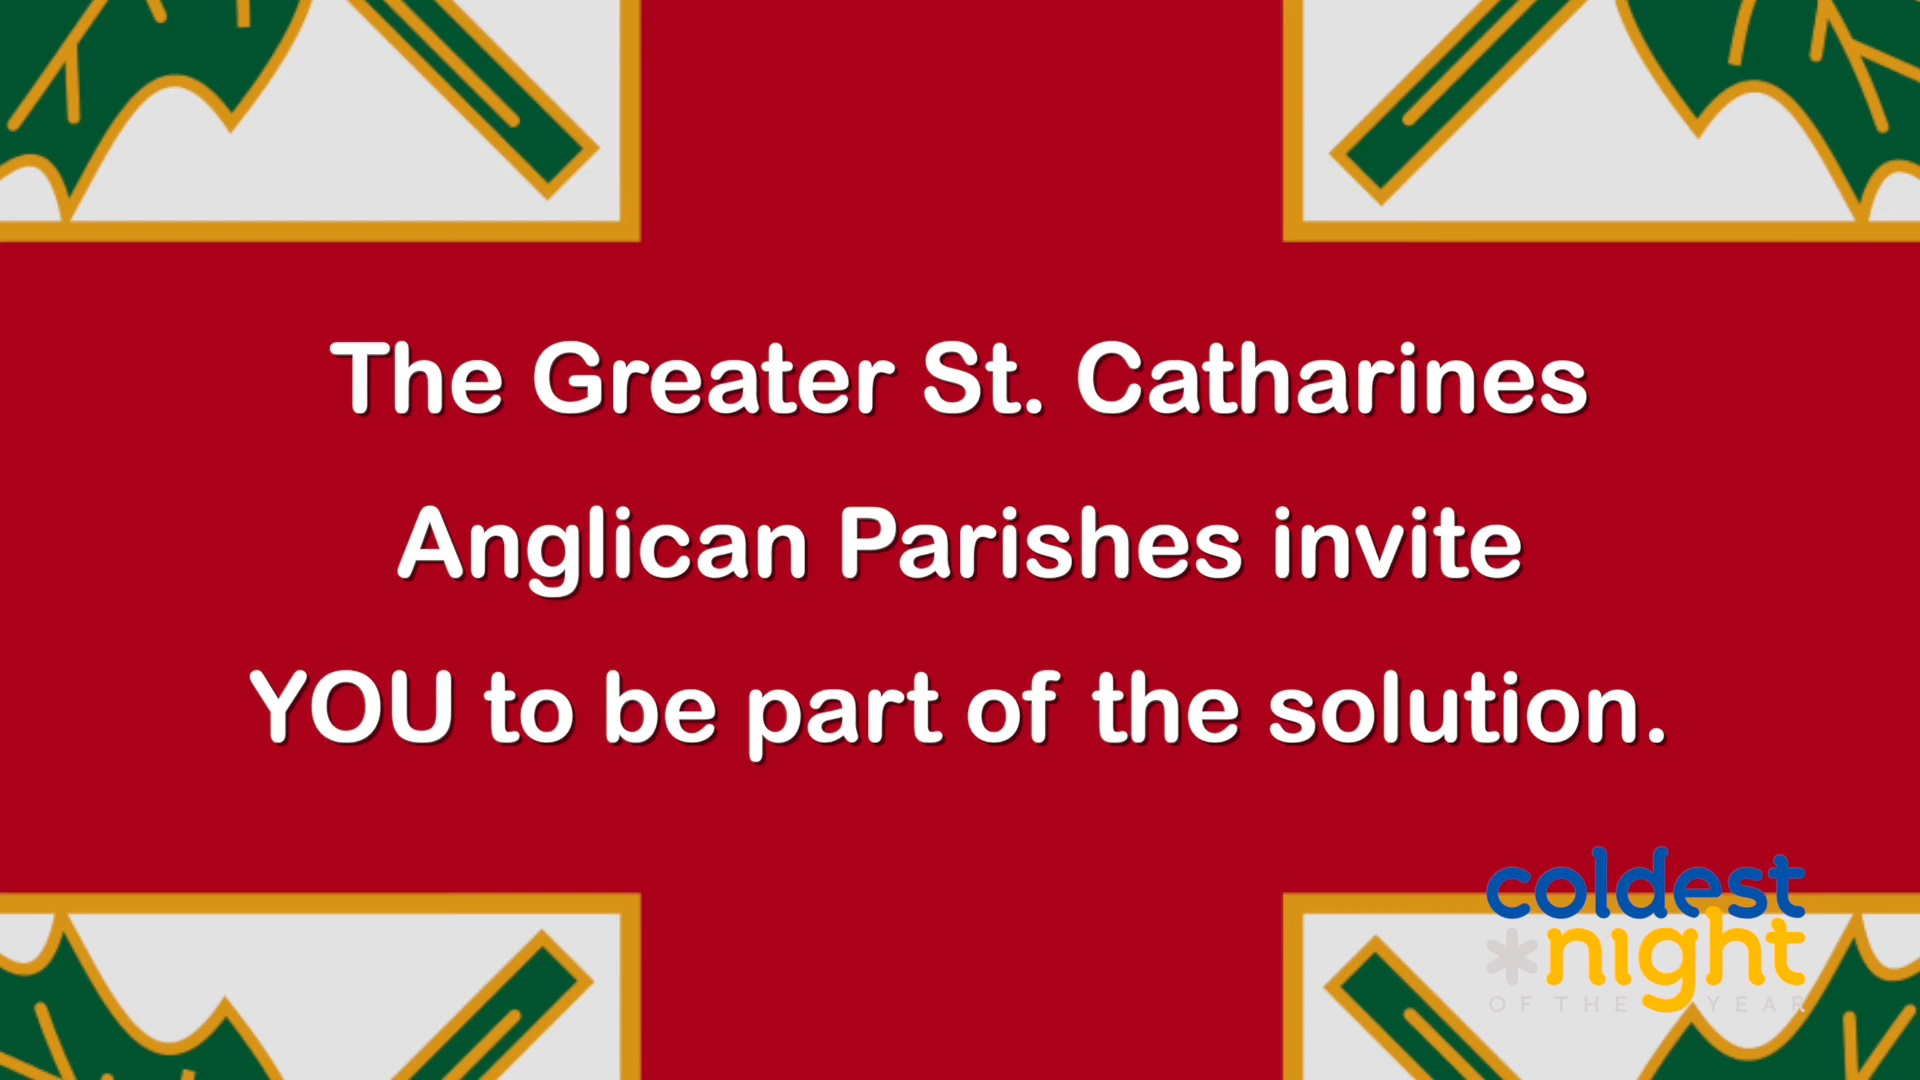 The Greater St. Catharines
Anglican Parishes invite
YOU to be part of the solution.
coldest
night
OF THE YEAR